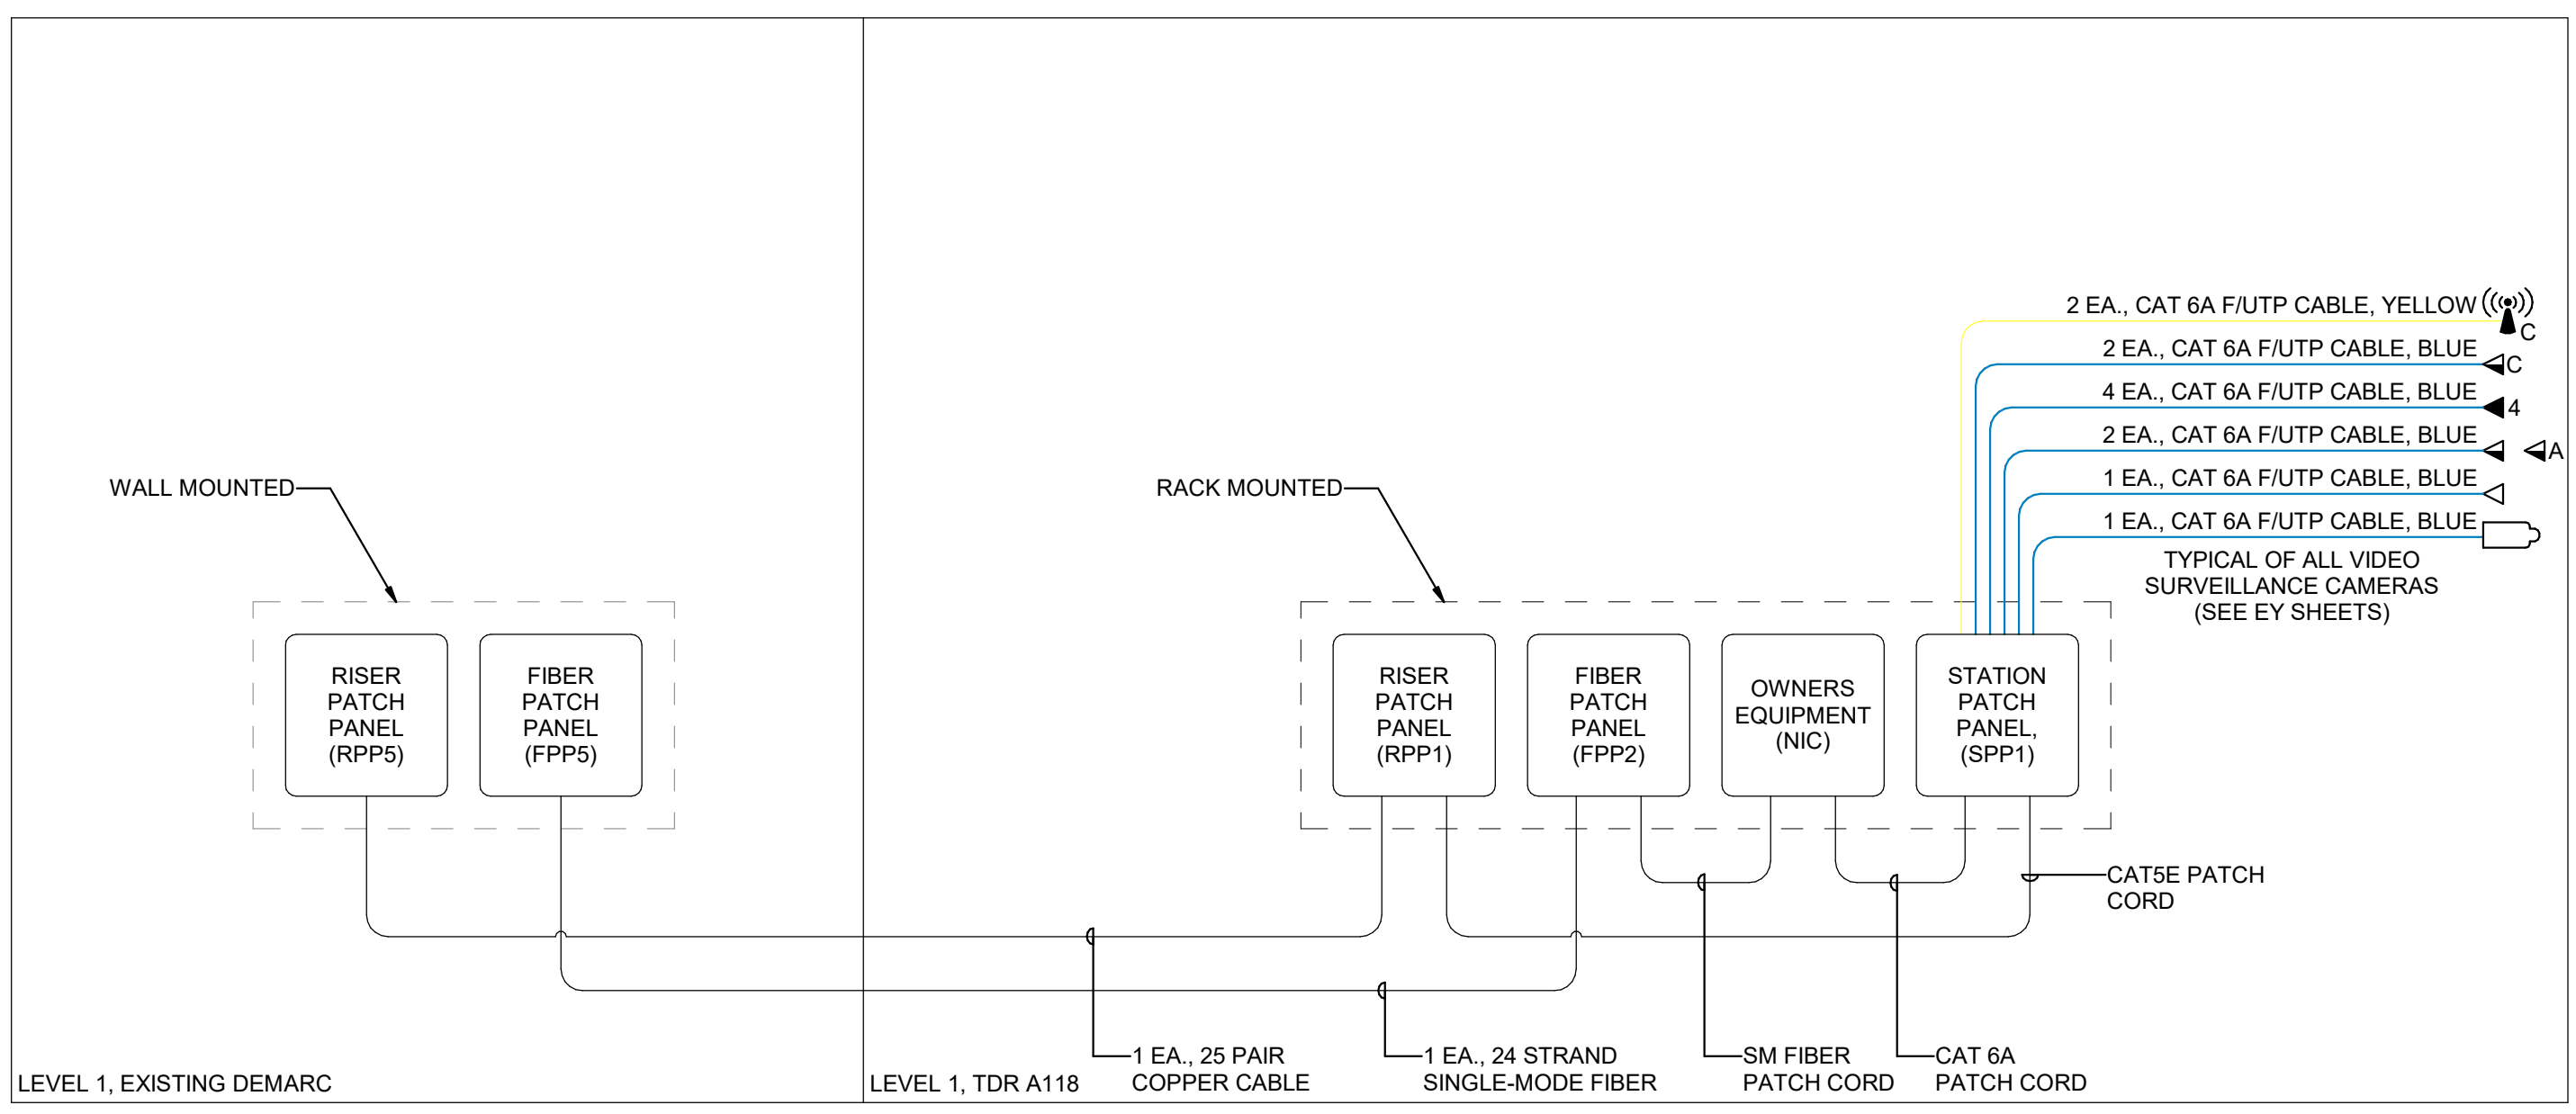 2 EA., CAT 6A F/UTP CABLE, YELLOW
C
2 EA., CAT 6A F/UTP CABLE, BLUE
C
4 EA., CAT 6A F/UTP CABLE, BLUE
4
2 EA., CAT 6A F/UTP CABLE, BLUE
A
1 EA., CAT 6A F/UTP CABLE, BLUE
1 EA., CAT 6A F/UTP CABLE, BLUE
TYPICAL OF ALL VIDEO
SURVEILLANCE CAMERAS
(SEE EY SHEETS)
WALL MOUNTED
RACK MOUNTED
RISER
PATCH
PANEL
(RPP5)
FIBER
PATCH
PANEL
(FPP5)
RISER
PATCH
PANEL
(RPP1)
FIBER
PATCH
PANEL
(FPP2)
OWNERS
EQUIPMENT
(NIC)
STATION
PATCH
PANEL,
(SPP1)
CAT5E PATCH
CORD
1 EA., 25 PAIR
COPPER CABLE
1 EA., 24 STRAND
SINGLE-MODE FIBER
SM FIBER
PATCH CORD
CAT 6A
PATCH CORD
LEVEL 1, EXISTING DEMARC
LEVEL 1, TDR A118